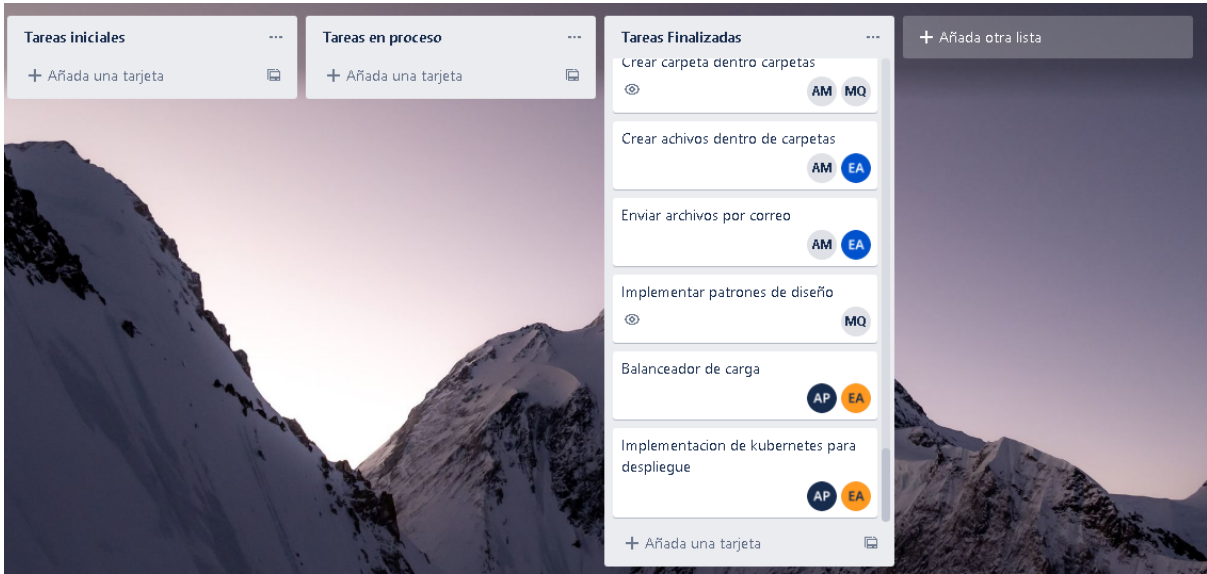 Tareas iniciales
Añada una tarjeta
Tareas en proceso
Añada una tarjeta
Tareas Finalizadas
Crear carpeta dentro carpetas
AM MQ
Crear achivos dentro de carpetas
AM EA
Enviar archivos por correo
AM EA
Implementar patrones de diseño
MQ
Balanceador de carga
AP EA
Implementacion de kubernetes para
despliegue
AP EA
Añada una tarjeta
Añada otra lista